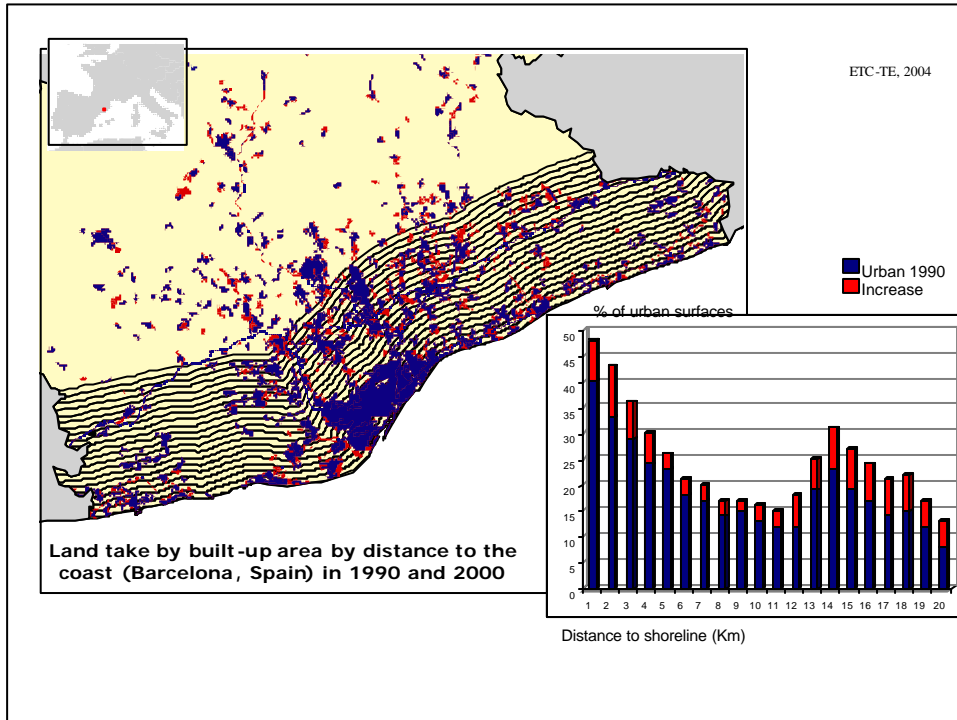 ETC-TE, 2004
Urban 1990
Increase
% of urban surfaces
50
45
40
35
30
25
20
15
10
5
0
1 2 3 4 5 6 7 8 9 10 11 12 13 14 15 16 17 18 19 20
Distance to shoreline (Km)
Land take by built-up area by distance to the
coast (Barcelona, Spain) in 1990 and 2000